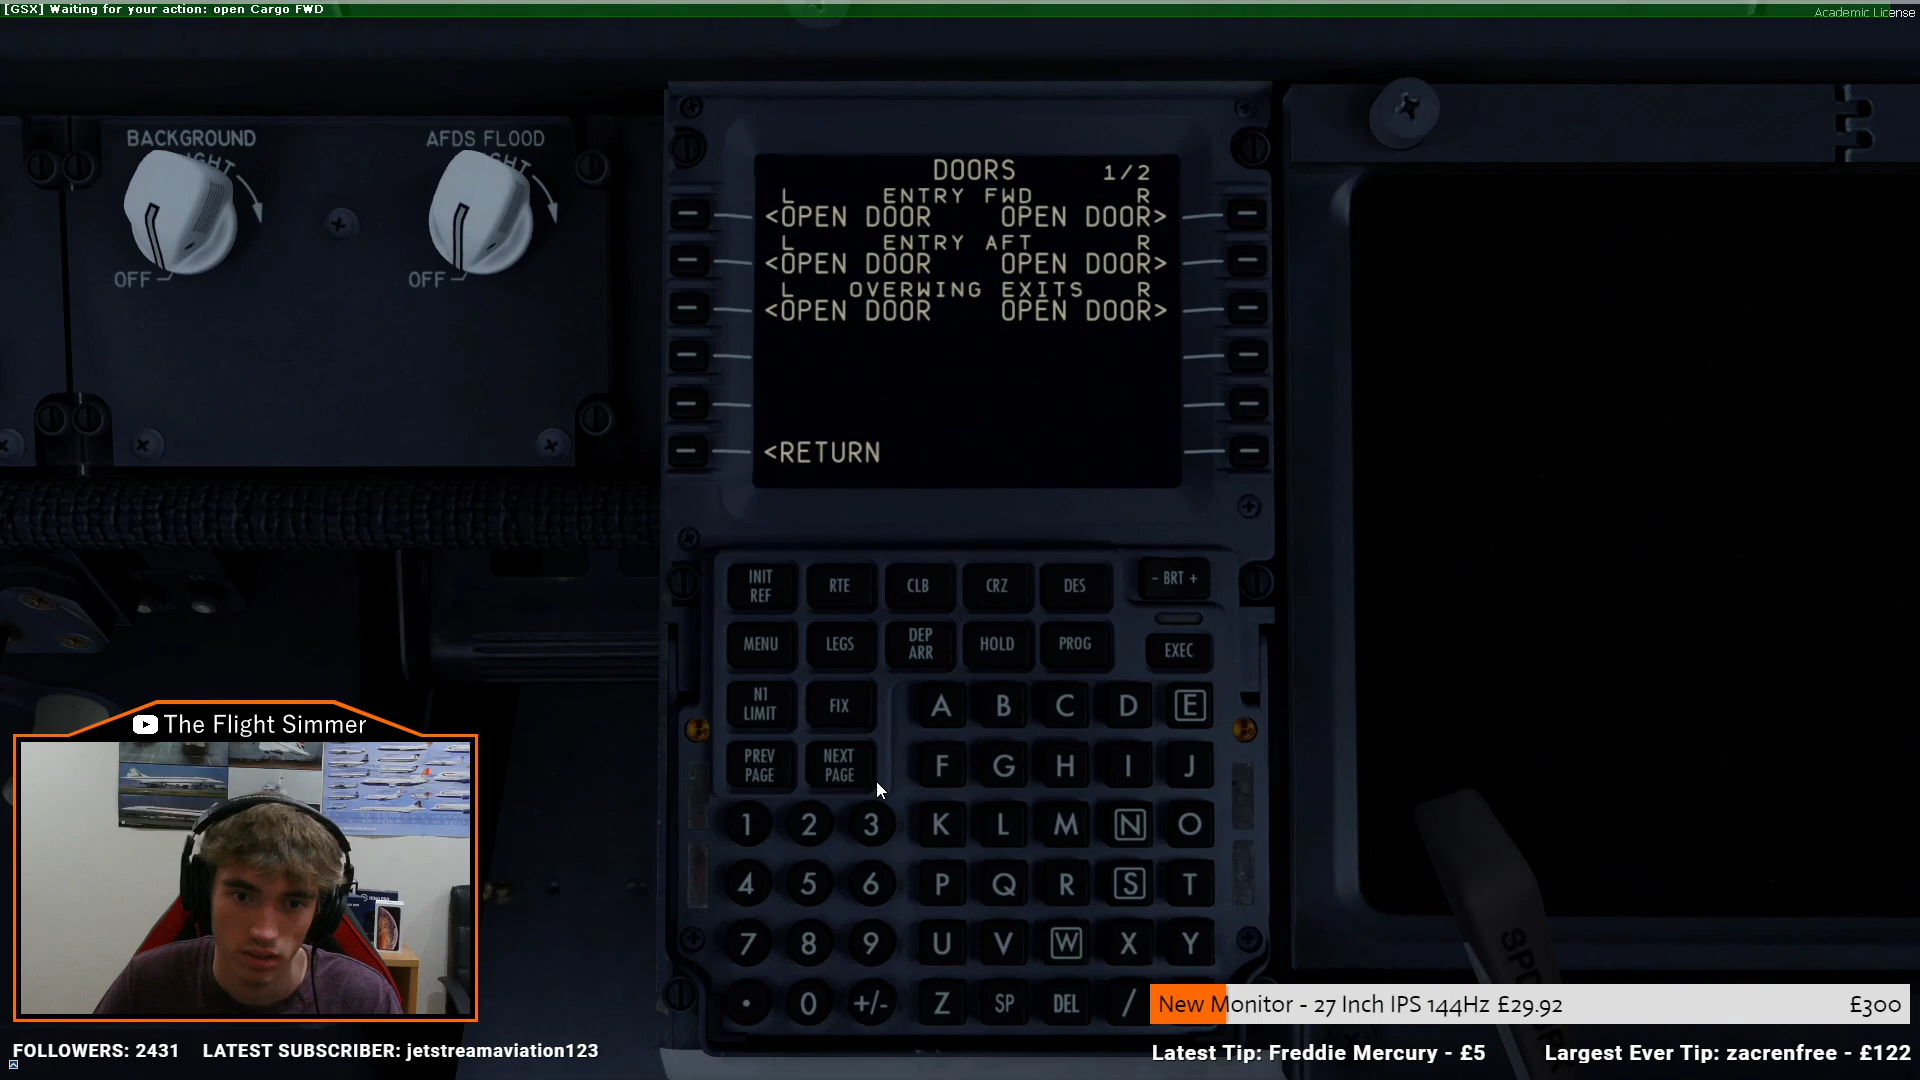 [GSX] Waiting for your action: open Cargo FWD
Academic License
BACKGROUND
OFF
AFDS FLOOD
OFF
DOORS 1/2
L ENTRY FWD R
<OPEN DOOR OPEN DOOR>
L ENTRY AFT R
<OPEN DOOR OPEN DOOR>
L OVERWING EXITS R
<OPEN DOOR OPEN DOOR>
<RETURN
INIT REF RTE CLB CRZ DES - BRT +
MENU LEGS DEP ARR HOLD PROG EXEC
N1 LIMIT FIX A B C D E
PREV PAGE NEXT PAGE F G H I J
1 2 3 K L M N O
4 5 6 P Q R S T
7 8 9 U V W X Y
. 0 +/- Z SP DEL /
The Flight Simmer
New Monitor - 27 Inch IPS 144Hz £29.92 £300
FOLLOWERS: 2431 LATEST SUBSCRIBER: jetstreamaviation123
Latest Tip: Freddie Mercury - £5 Largest Ever Tip: zacrenfree - £122